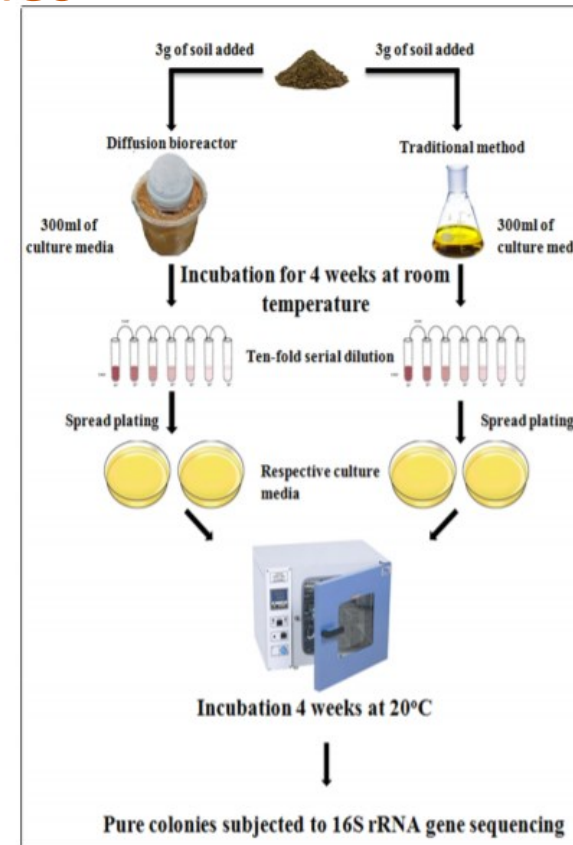 3g of soil added
3g of soil added
Diffusion bioreactor
Traditional method
300ml of
culture media
300ml of
culture med
Incubation for 4 weeks at room
temperature
Ten-fold serial dilution
Spread plating
Spread plating
Respective culture
media
Incubation 4 weeks at 20°C
Pure colonies subjected to 16S rRNA gene sequencing